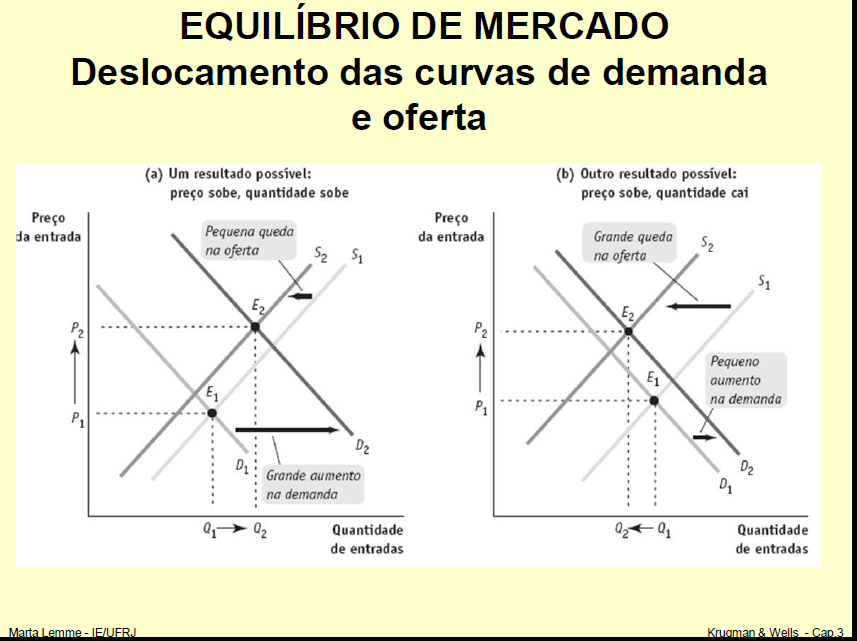 EQUILÍBRIO DE MERCADO
Deslocamento das curvas de demanda
e oferta
(a) Um resultado possível:
preço sobe, quantidade sobe
Preço
da entrada
Pequena queda
na oferta
S2
S1
E2
P2
E1
P1
D1
D2
Grande aumento
na demanda
Q1
Q2
Quantidade
de entradas
(b) Outro resultado possível:
preço sobe, quantidade cai
Preço
da entrada
Grande queda
na oferta
S2
S1
E2
P2
Pequeno
aumento
na demanda
E1
P1
D2
D1
Q2
Q1
Quantidade
de entradas
Marta Lemme - IE/UFRJ
Krugman & Wells - Cap.3